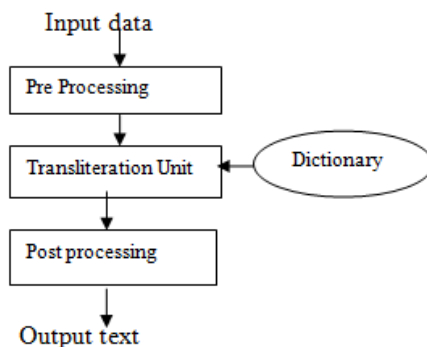 Input data
Pre Processing
Transliteration Unit
Dictionary
Post processing
Output text